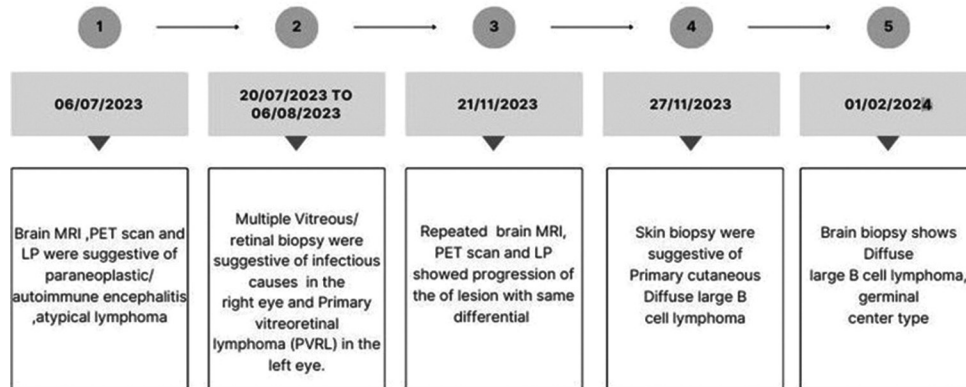 1
2
3
4
5
06/07/2023
20/07/2023 TO
06/08/2023
21/11/2023
27/11/2023
01/02/2024
Brain MRI ,PET scan and
LP were suggestive of
paraneoplastic/
autoimmune encephalitis
,atypical lymphoma
Multiple Vitreous/
retinal biopsy were
suggestive of infectious
causes in the
right eye and Primary
vitreoretinal
lymphoma (PVRL) in the
left eye.
Repeated brain MRI,
PET scan and LP
showed progression of
the of lesion with same
differential
Skin biopsy were
suggestive of
Primary cutaneous
Diffuse large B
cell lymphoma
Brain biopsy shows
Diffuse
large B cell lymphoma,
germinal
center type